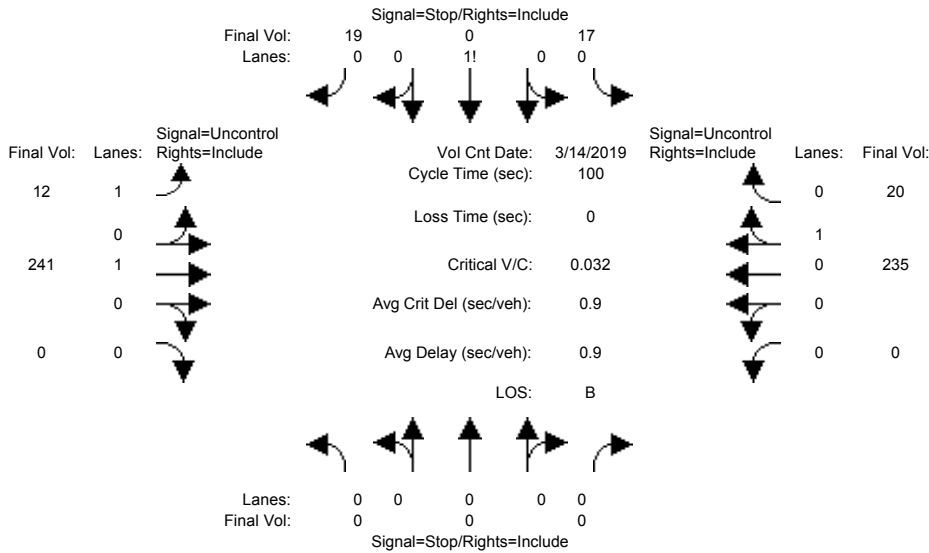 Signal=Stop/Rights=Include
Final Vol: 19 0 17
Lanes: 0 0 1! 0 0
Signal=Uncontrol Signal=Uncontrol
Final Vol: Lanes: Rights=Include Vol Cnt Date: 3/14/2019 Rights=Include Lanes: Final Vol:
Cycle Time (sec): 100
12 1 0 20
Loss Time (sec): 0
0 1
241 1 Critical V/C: 0.032 0 235
0 Avg Crit Del (sec/veh): 0.9 0
0 0 Avg Delay (sec/veh): 0.9 0 0
LOS: B
Lanes: 0 0 0 0 0
Final Vol: 0 0 0
Signal=Stop/Rights=Include